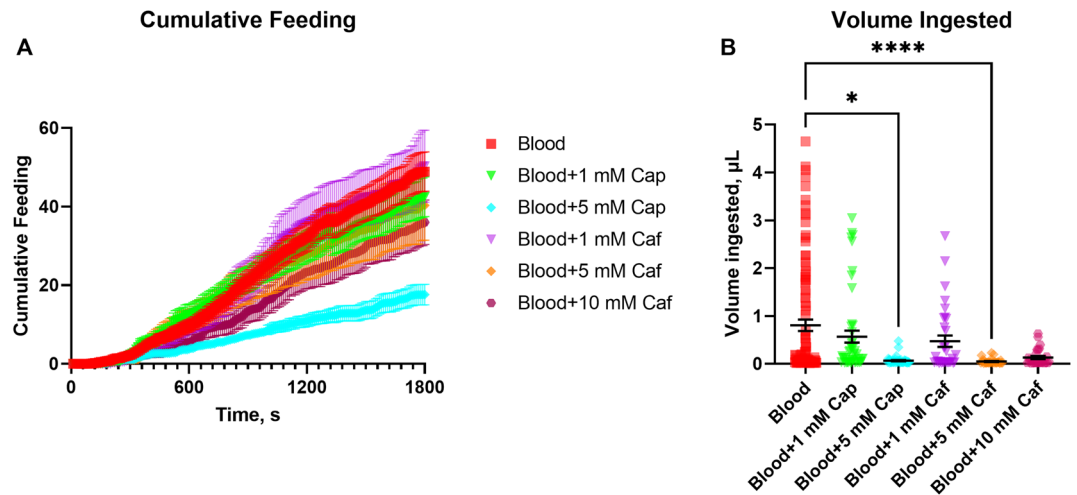 Cumulative Feeding
A
60
40
20
0
Cumulative Feeding
0
600
1200
1800
Time, s
Blood
Blood+1 mM Cap
Blood+5 mM Cap
Blood+1 mM Caf
Blood+5 mM Caf
Blood+10 mM Caf
Volume Ingested
B
****
*
5
4
3
2
1
0
Volume ingested, µL
Blood
Blood+1 mM Cap
Blood+5 mM Cap
Blood+1 mM Caf
Blood+5 mM Caf
Blood+10 mM Caf